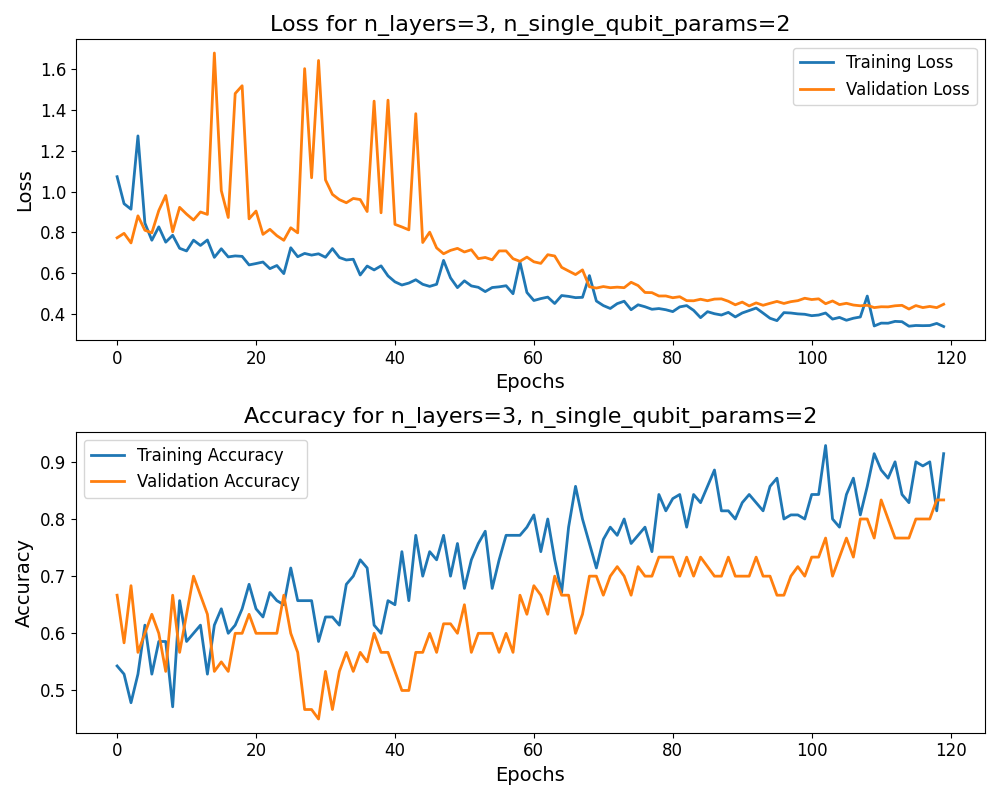 Loss for n_layers=3, n_single_qubit_params=2
Training Loss
Validation Loss
1.6
1.4
1.2
1.0
0.8
0.6
0.4
Loss
0 20 40 60 80 100 120
Epochs
Accuracy for n_layers=3, n_single_qubit_params=2
Training Accuracy
Validation Accuracy
0.9
0.8
0.7
0.6
0.5
Accuracy
0 20 40 60 80 100 120
Epochs